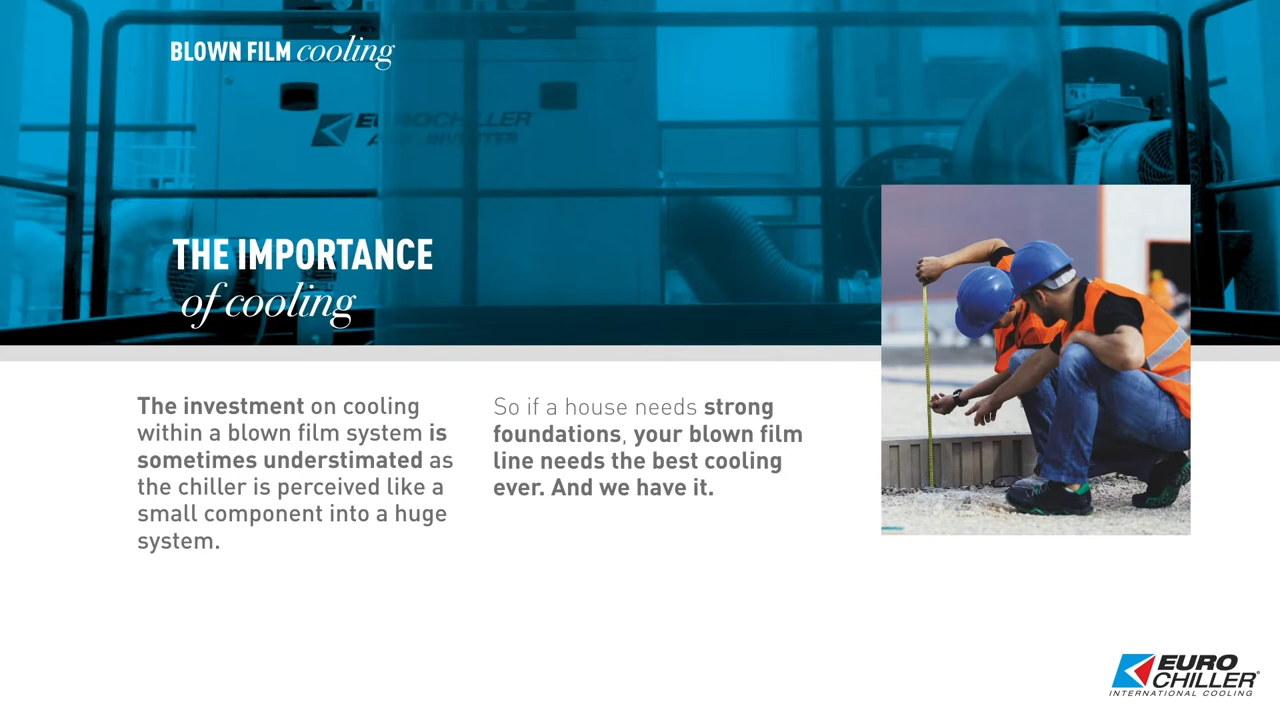 BLOWN FILM cooling
EUROCHILLER
INVERTER
THE IMPORTANCE
of cooling
The investment on cooling
within a blown film system is
sometimes understimated as
the chiller is perceived like a
small component into a huge
system.
So if a house needs strong
foundations, your blown film
line needs the best cooling
ever. And we have it.
EURO
CHILLER
INTERNATIONAL COOLING